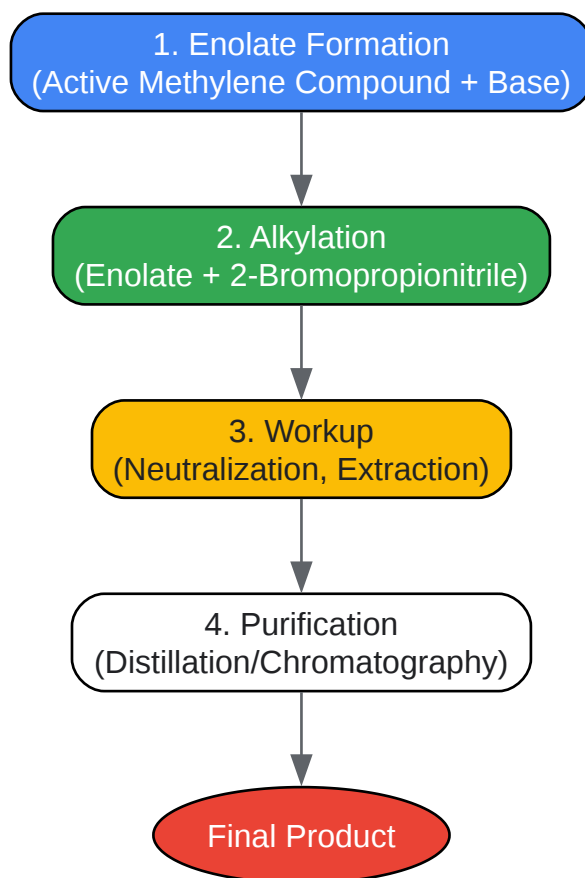 1. Enolate Formation
(Active Methylene Compound + Base)
2. Alkylation
(Enolate + 2-Bromopropionitrile)
3. Workup
(Neutralization, Extraction)
4. Purification
(Distillation/Chromatography)
Final Product